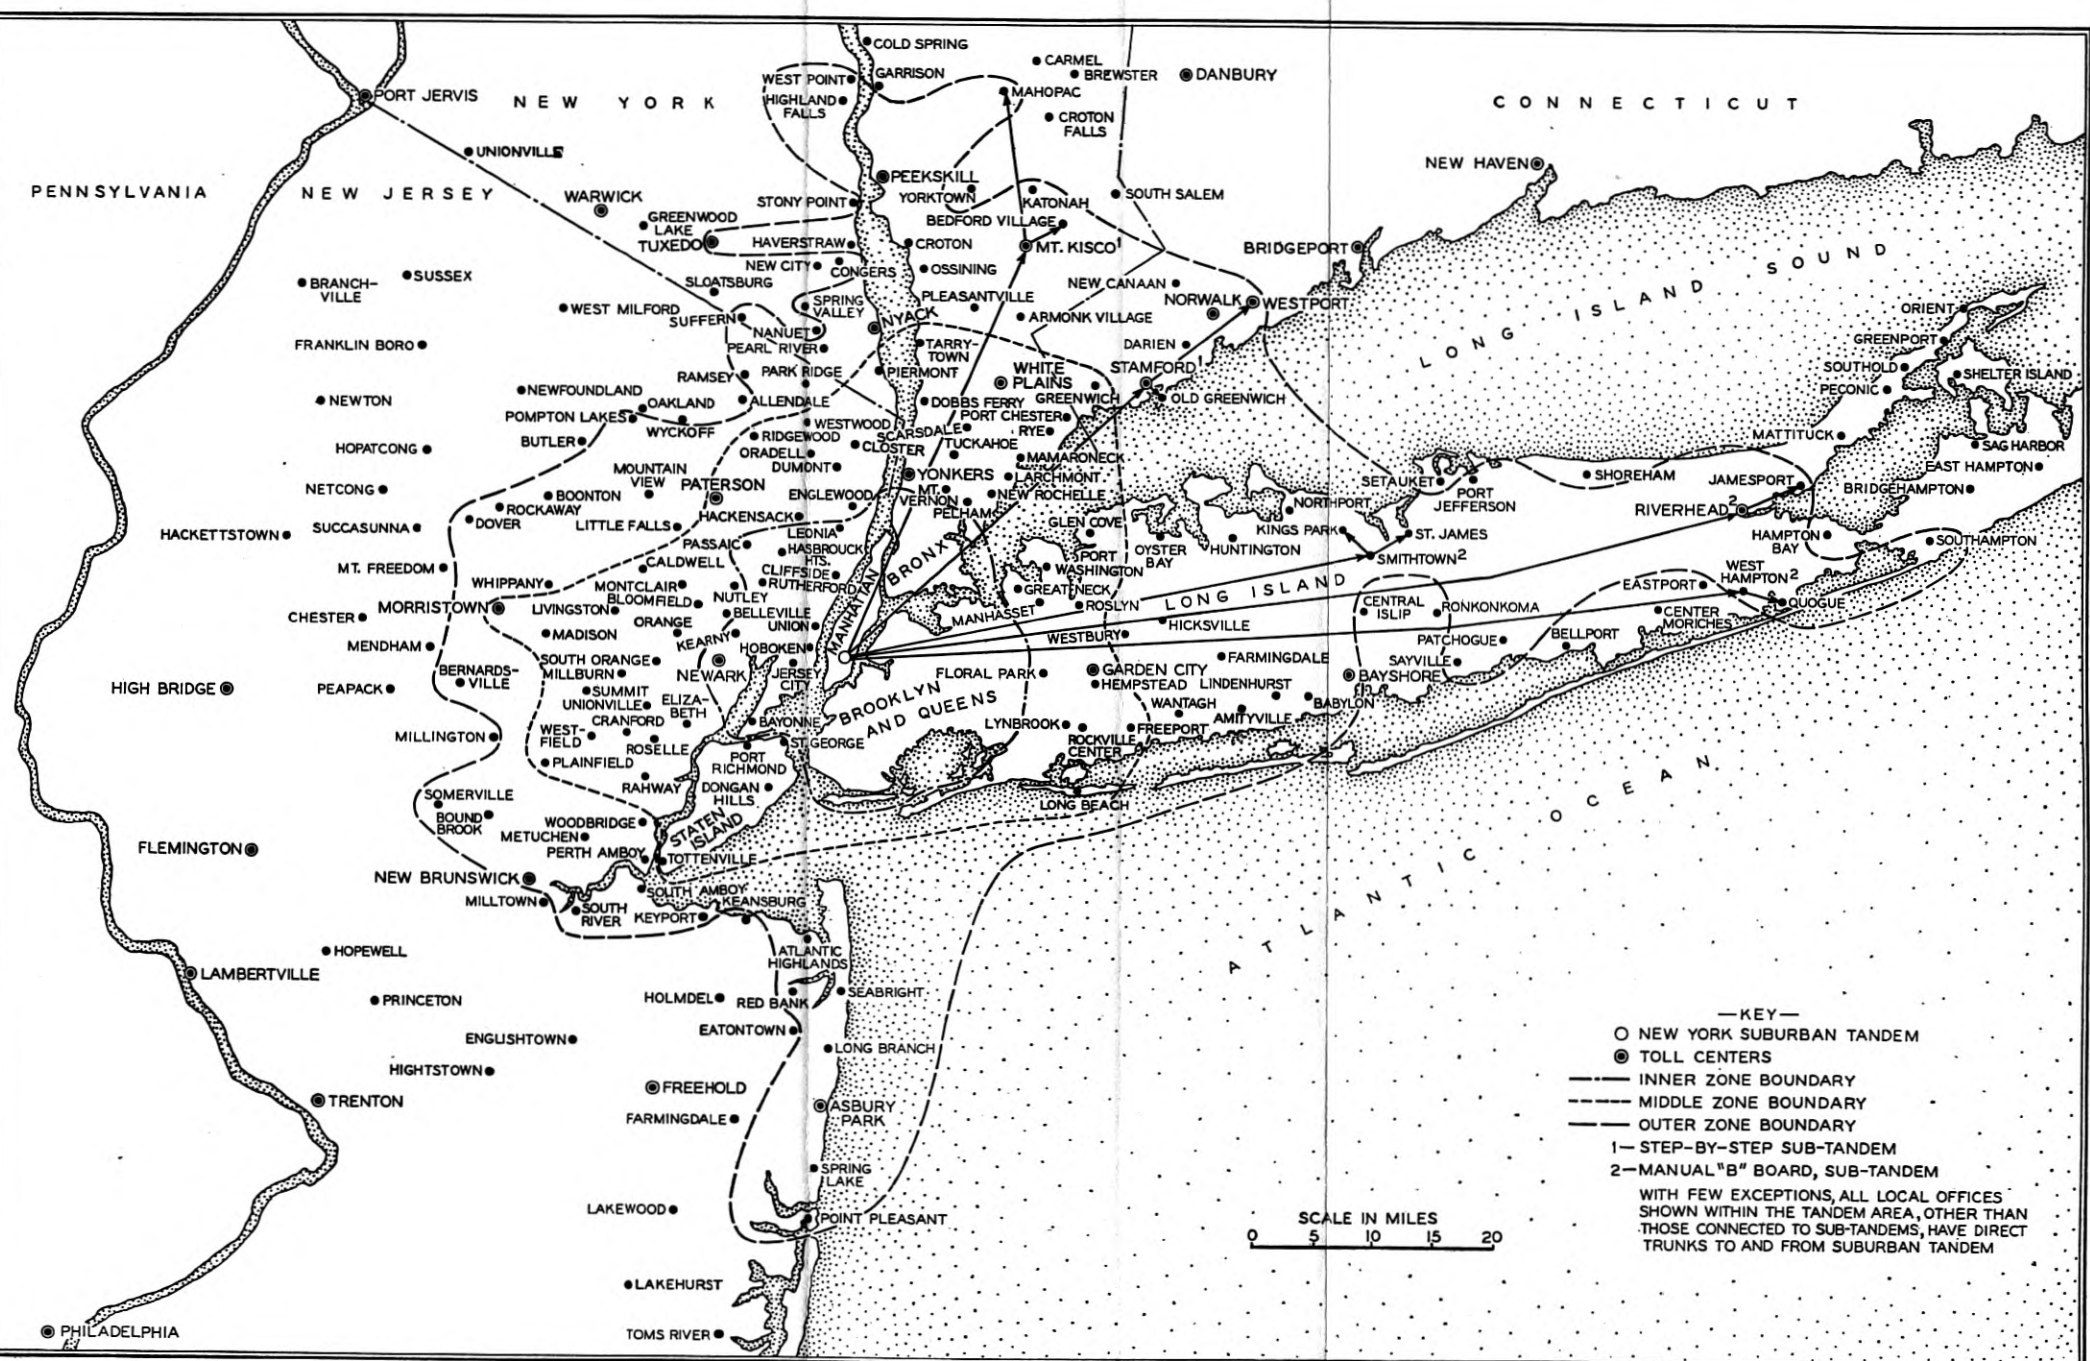 COLD SPRING
CARMEL
BREWSTER
DANBURY
WEST POINT
GARRISON
MAHOPAC
PORT JERVIS
NEW YORK
HIGHLAND
FALLS
CONNECTICUT
CROTON
FALLS
UNIONVILLE
NEW HAVEN
PEEKSKILL
PENNSYLVANIA
NEW JERSEY
WARWICK
YORKTOWN
KATONAH
SOUTH SALEM
STONY POINT
GREENWOOD
LAKE
BEDFORD VILLAGE
TUXEDO
HAVERSTRAW
CROTON
MT. KISCO 1
BRIDGEPORT
LONG ISLAND SOUND
NEW CITY
CONGERS
OSSINING
BRANCH-
VILLE
SUSSEX
SLOATSBURG
NEW CANAAN
PLEASANTVILLE
NORWALK
WESTPORT
WEST MILFORD
SPRING
VALLEY
SUFFERN
NYACK
ARMONK VILLAGE
ORIENT
NANUET
FRANKLIN BORO
PEARL RIVER
TARRY-
TOWN
DARIEN
GREENPORT
RAMSEY
PARK RIDGE
PIERMONT
WHITE
PLAINS
STAMFORD 1
SOUTHOLD
SHELTER ISLAND
NEWFOUNDLAND
PECONIC
NEWTON
OAKLAND
ALLENDALE
DOBBS FERRY
GREENWICH
OLD GREENWICH
POMPTON LAKES
WYCKOFF
WESTWOOD
PORT CHESTER
BUTLER
RIDGEWOOD
SCARSDALE
RYE
MATTITUCK
HOPATCONG
ORADELL
CLOSTER
TUCKAHOE
SAG HARBOR
DUMONT
MAMARONECK
EAST HAMPTON
MOUNTAIN
VIEW
PATERSON
YONKERS
LARCHMONT
SETAUKET
SHOREHAM
JAMESPORT
NETCONG
BOONTON
ENGLEWOOD
MT.
VERNON
NEW ROCHELLE
NORTHPORT
PORT
JEFFERSON
BRIDGEHAMPTON
ROCKAWAY
HACKENSACK
PELHAM
RIVERHEAD 2
DOVER
LITTLE FALLS
GLEN COVE
HACKETTSTOWN
SUCCASUNNA
LEONIA
KINGS PARK
ST. JAMES
HAMPTON
BAY
SOUTHAMPTON
PASSAIC
HASBROUCK
HTS.
BRONX
PORT
WASHINGTON
OYSTER
BAY
HUNTINGTON
SMITHTOWN 2
MT. FREEDOM
CALDWELL
CLIFFSIDE
WEST
HAMPTON 2
WHIPPANY
MONTCLAIR
RUTHERFORD
GREAT NECK
LONG ISLAND
EASTPORT
MORRISTOWN
LIVINGSTON
BLOOMFIELD
NUTLEY
MANHATTAN
MANHASSET
ROSLYN
CENTRAL
ISLIP
RONKONKOMA
QUOGUE
CHESTER
BELLEVILLE
HICKSVILLE
CENTER
MORICHES
MADISON
ORANGE
UNION
WESTBURY
PATCHOGUE
BELLPORT
MENDHAM
KEARNY
HOBOKEN
SOUTH ORANGE
FARMINGDALE
SAYVILLE
BERNARDS-
VILLE
MILLBURN
NEWARK
JERSEY
CITY
FLORAL PARK
GARDEN CITY
BAYSHORE
HIGH BRIDGE
PEAPACK
SUMMIT
HEMPSTEAD
LINDENHURST
UNIONVILLE
ELIZA-
BETH
BROOKLYN
AND QUEENS
WANTAGH
BABYLON
CRANFORD
BAYONNE
LYNBROOK
AMITYVILLE
MILLINGTON
WEST-
FIELD
ROSELLE
ST. GEORGE
ROCKVILLE
CENTER
FREEPORT
PLAINFIELD
PORT
RICHMOND
ATLANTIC OCEAN
RAHWAY
DONGAN
HILLS
LONG BEACH
SOMERVILLE
BOUND
BROOK
WOODBRIDGE
STATEN
ISLAND
METUCHEN
FLEMINGTON
PERTH AMBOY
TOTTENVILLE
NEW BRUNSWICK
SOUTH AMBOY
MILLTOWN
SOUTH
RIVER
KEYPORT
KEANSBURG
HOPEWELL
ATLANTIC
HIGHLANDS
LAMBERTVILLE
PRINCETON
HOLMDEL
RED BANK
SEABRIGHT
ENGLISHTOWN
EATONTOWN
LONG BRANCH
HIGHTSTOWN
FREEHOLD
TRENTON
ASBURY
PARK
FARMINGDALE
SPRING
LAKE
LAKEWOOD
POINT PLEASANT
LAKEHURST
PHILADELPHIA
TOMS RIVER
—KEY—
NEW YORK SUBURBAN TANDEM
TOLL CENTERS
INNER ZONE BOUNDARY
MIDDLE ZONE BOUNDARY
OUTER ZONE BOUNDARY
1—STEP-BY-STEP SUB-TANDEM
2—MANUAL "B" BOARD, SUB-TANDEM
WITH FEW EXCEPTIONS, ALL LOCAL OFFICES
SHOWN WITHIN THE TANDEM AREA, OTHER THAN
THOSE CONNECTED TO SUB-TANDEMS, HAVE DIRECT
TRUNKS TO AND FROM SUBURBAN TANDEM
SCALE IN MILES
0 5 10 15 20